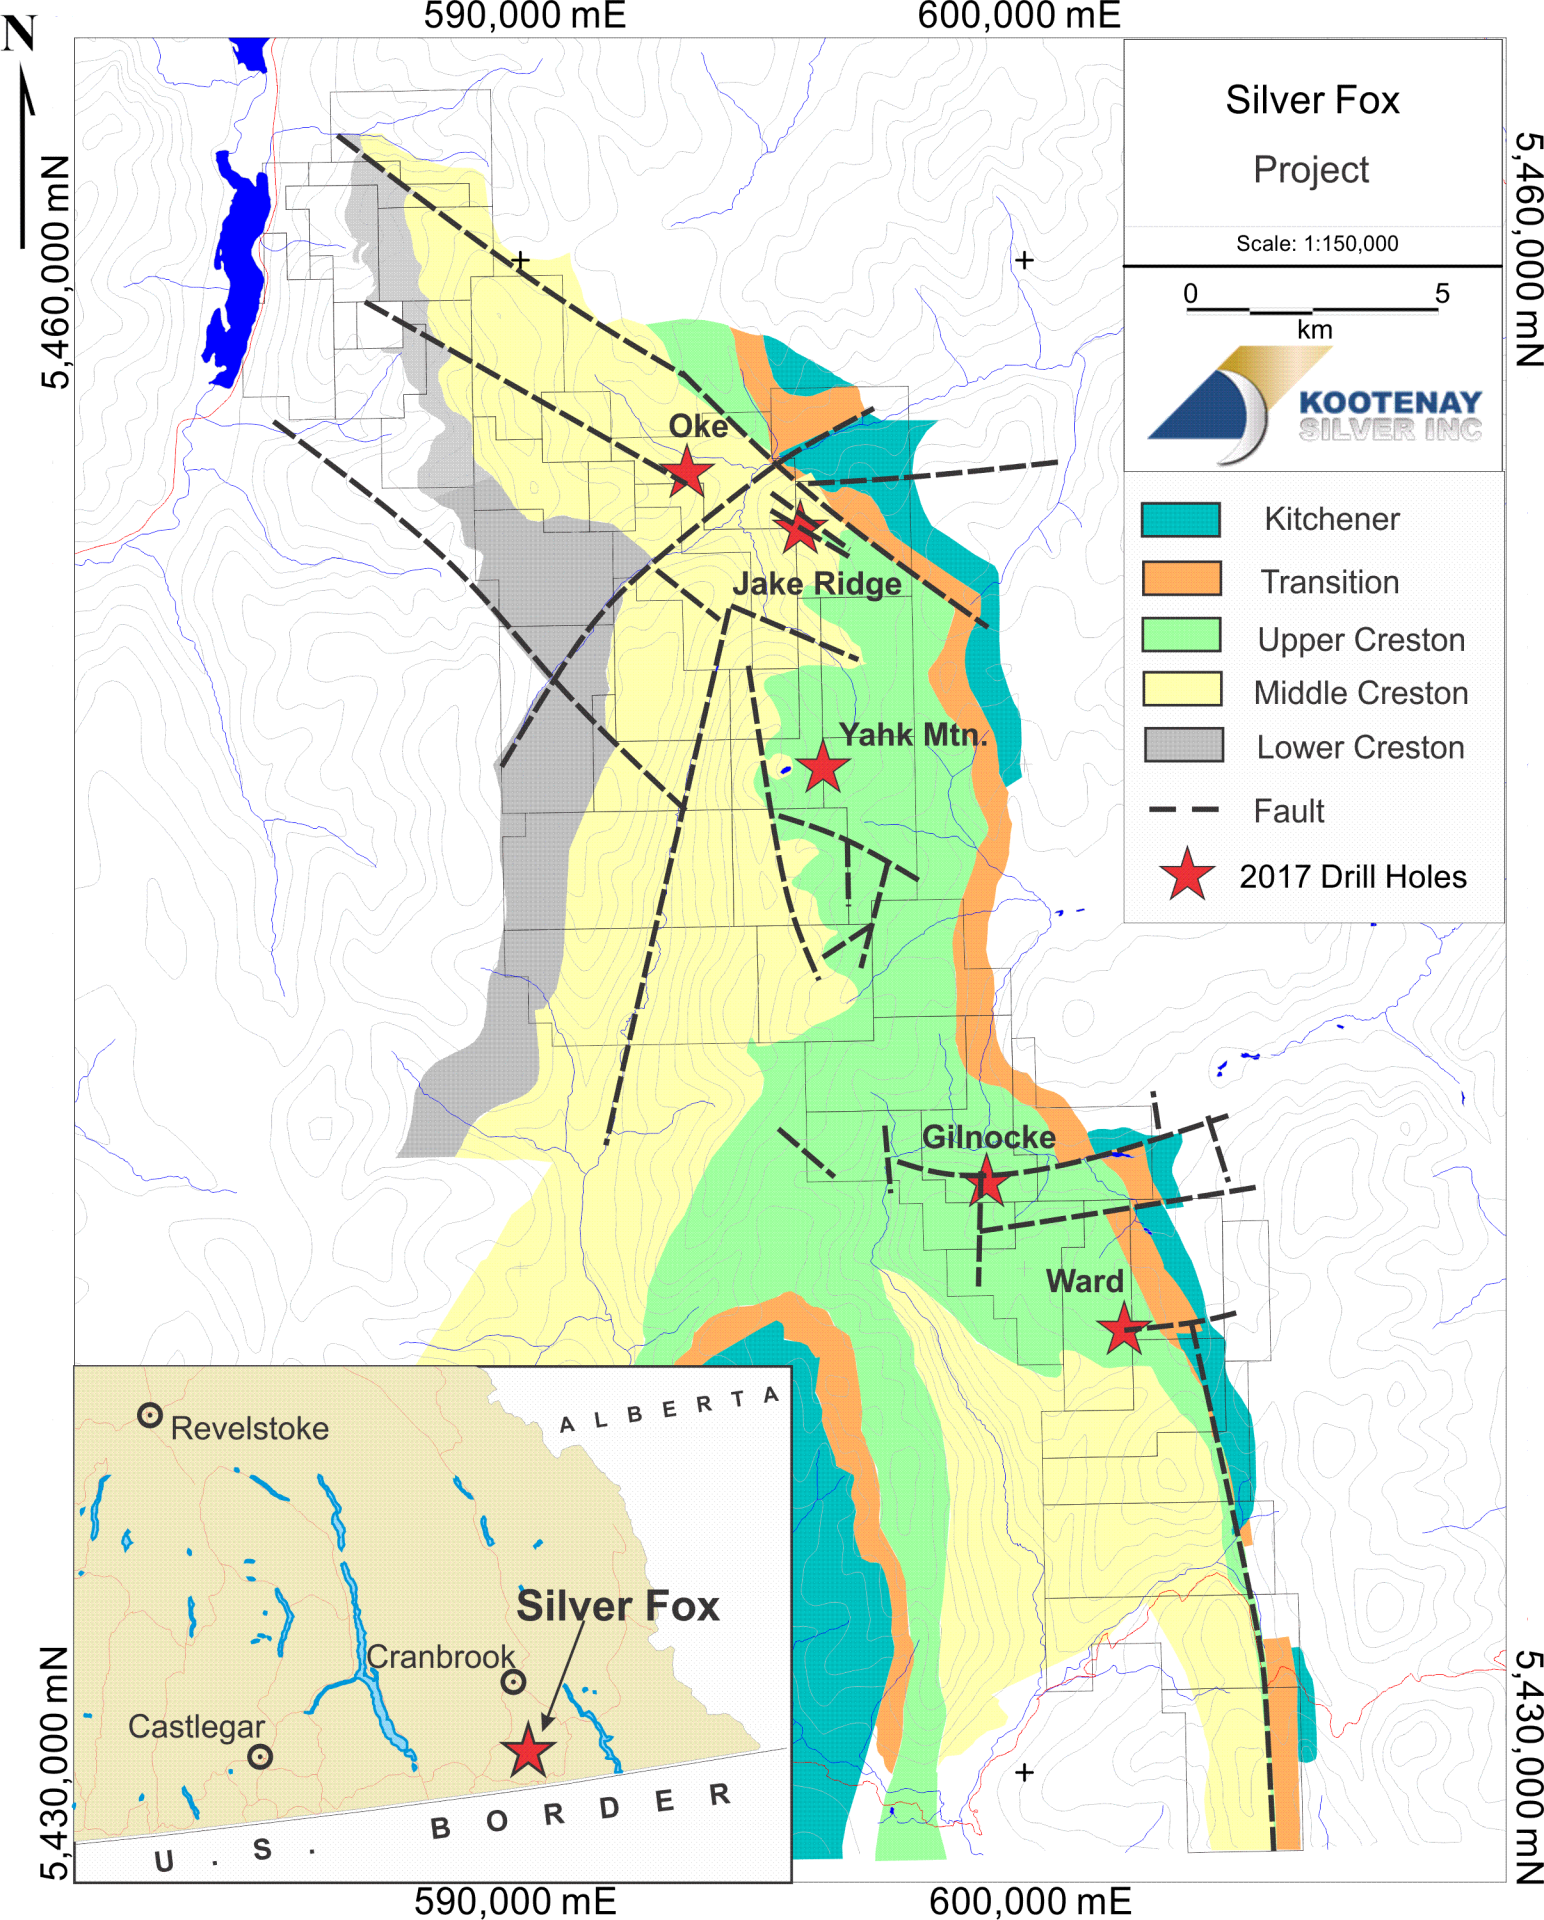 590,000 mE
600,000 mE
N
5,460,000 mN
5,460,000 mN
Silver Fox
Project
Scale: 1:150,000
0
5
km
KOOTENAY
SILVER INC
Kitchener
Transition
Upper Creston
Middle Creston
Lower Creston
Fault
2017 Drill Holes
Oke
Jake Ridge
Yahk Mtn.
Gilnocke
Ward
ALBERTA
Revelstoke
Silver Fox
Cranbrook
Castlegar
U.S. BORDER
5,430,000 mN
5,430,000 mN
590,000 mE
600,000 mE